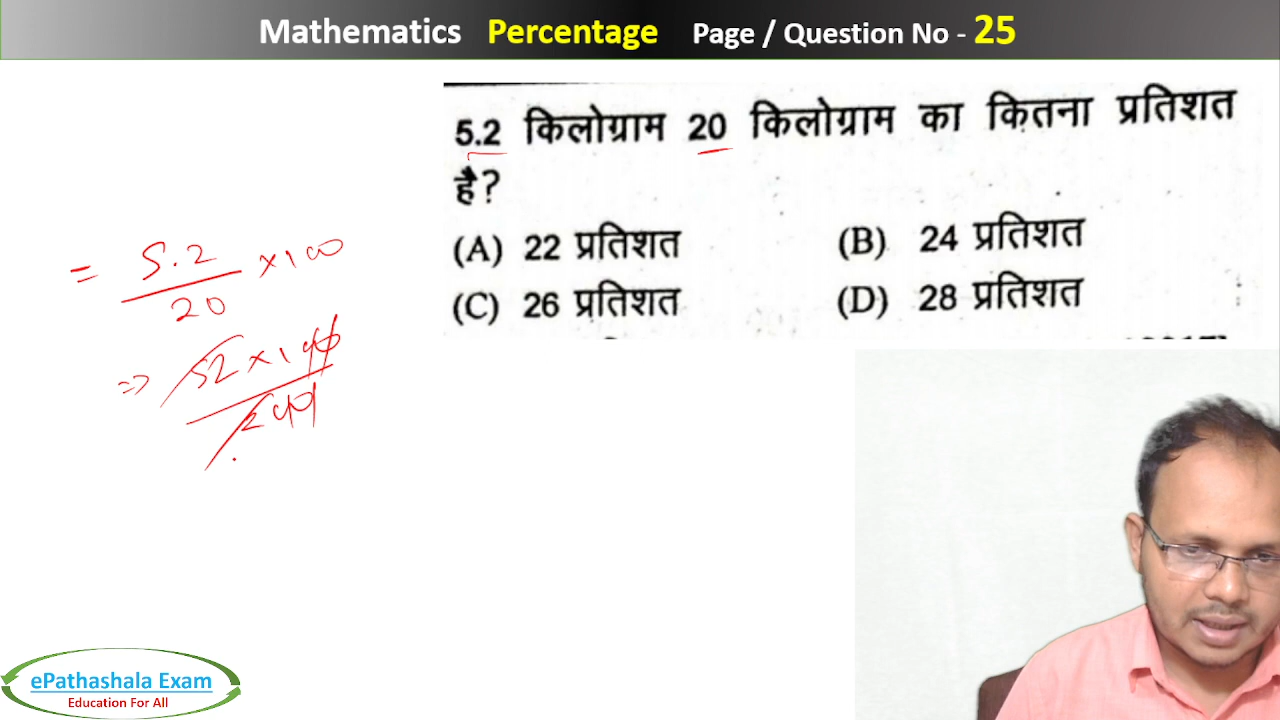 Mathematics Percentage Page / Question No - 25
5.2 किलोग्राम 20 किलोग्राम का कितना प्रतिशत
है?
(A) 22 प्रतिशत (B) 24 प्रतिशत
(C) 26 प्रतिशत (D) 28 प्रतिशत
= 5.2 / 20 ×100
⇒ 52×100 / 200
ePathashala Exam
Education For All